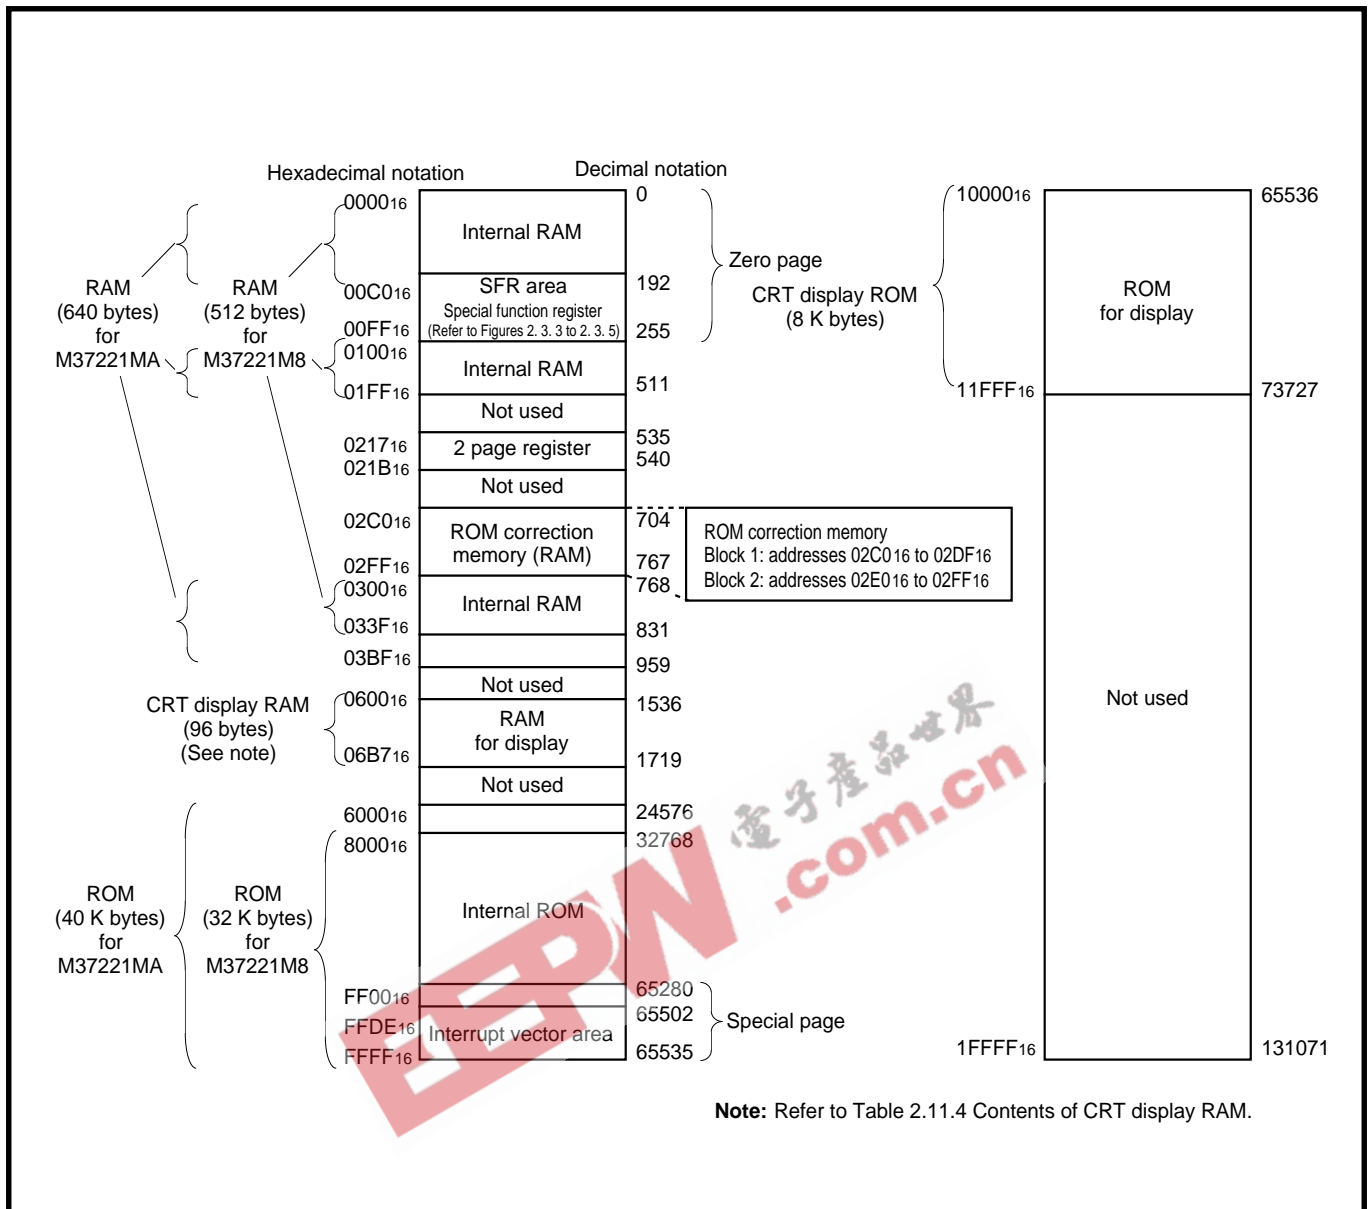 Hexadecimal notation
Decimal notation
000016
0
Internal RAM
Zero page
RAM
(640 bytes)
for
M37221MA
RAM
(512 bytes)
for
M37221M8
00C016
192
SFR area
Special function register
(Refer to Figures 2. 3. 3 to 2. 3. 5)
00FF16
255
010016
Internal RAM
01FF16
511
Not used
021716
535
2 page register
021B16
540
Not used
02C016
704
ROM correction
memory (RAM)
02FF16
767
030016
768
ROM correction memory
Block 1: addresses 02C016 to 02DF16
Block 2: addresses 02E016 to 02FF16
Internal RAM
033F16
831
03BF16
959
Not used
CRT display RAM
(96 bytes)
(See note)
060016
1536
RAM
for display
06B716
1719
Not used
600016
24576
800016
32768
ROM
(40 K bytes)
for
M37221MA
ROM
(32 K bytes)
for
M37221M8
Internal ROM
FF0016
65280
FFDE16
65502
Interrupt vector area
Special page
FFFF16
65535
1000016
65536
CRT display ROM
(8 K bytes)
ROM
for display
11FFF16
73727
Not used
1FFFF16
131071
EEPW
.com.cn
電子産品世界
Note: Refer to Table 2.11.4 Contents of CRT display RAM.